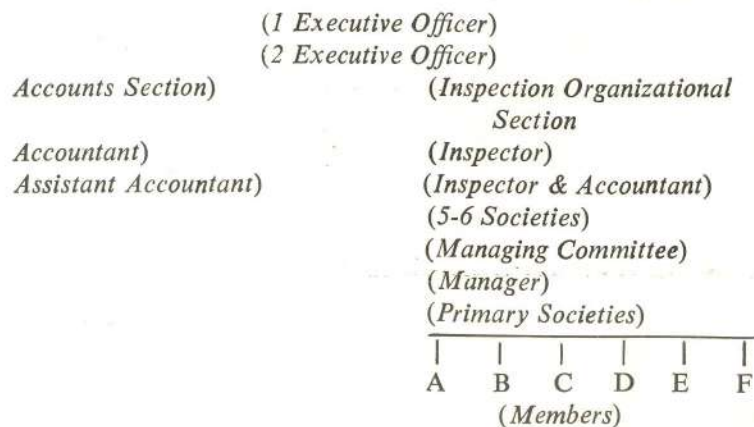 (1 Executive Officer)
(2 Executive Officer)
Accounts Section) (Inspection Organizational
Section
Accountant) (Inspector)
Assistant Accountant) (Inspector & Accountant)
(5-6 Societies)
(Managing Committee)
(Manager)
(Primary Societies)
A B C D E F
(Members)